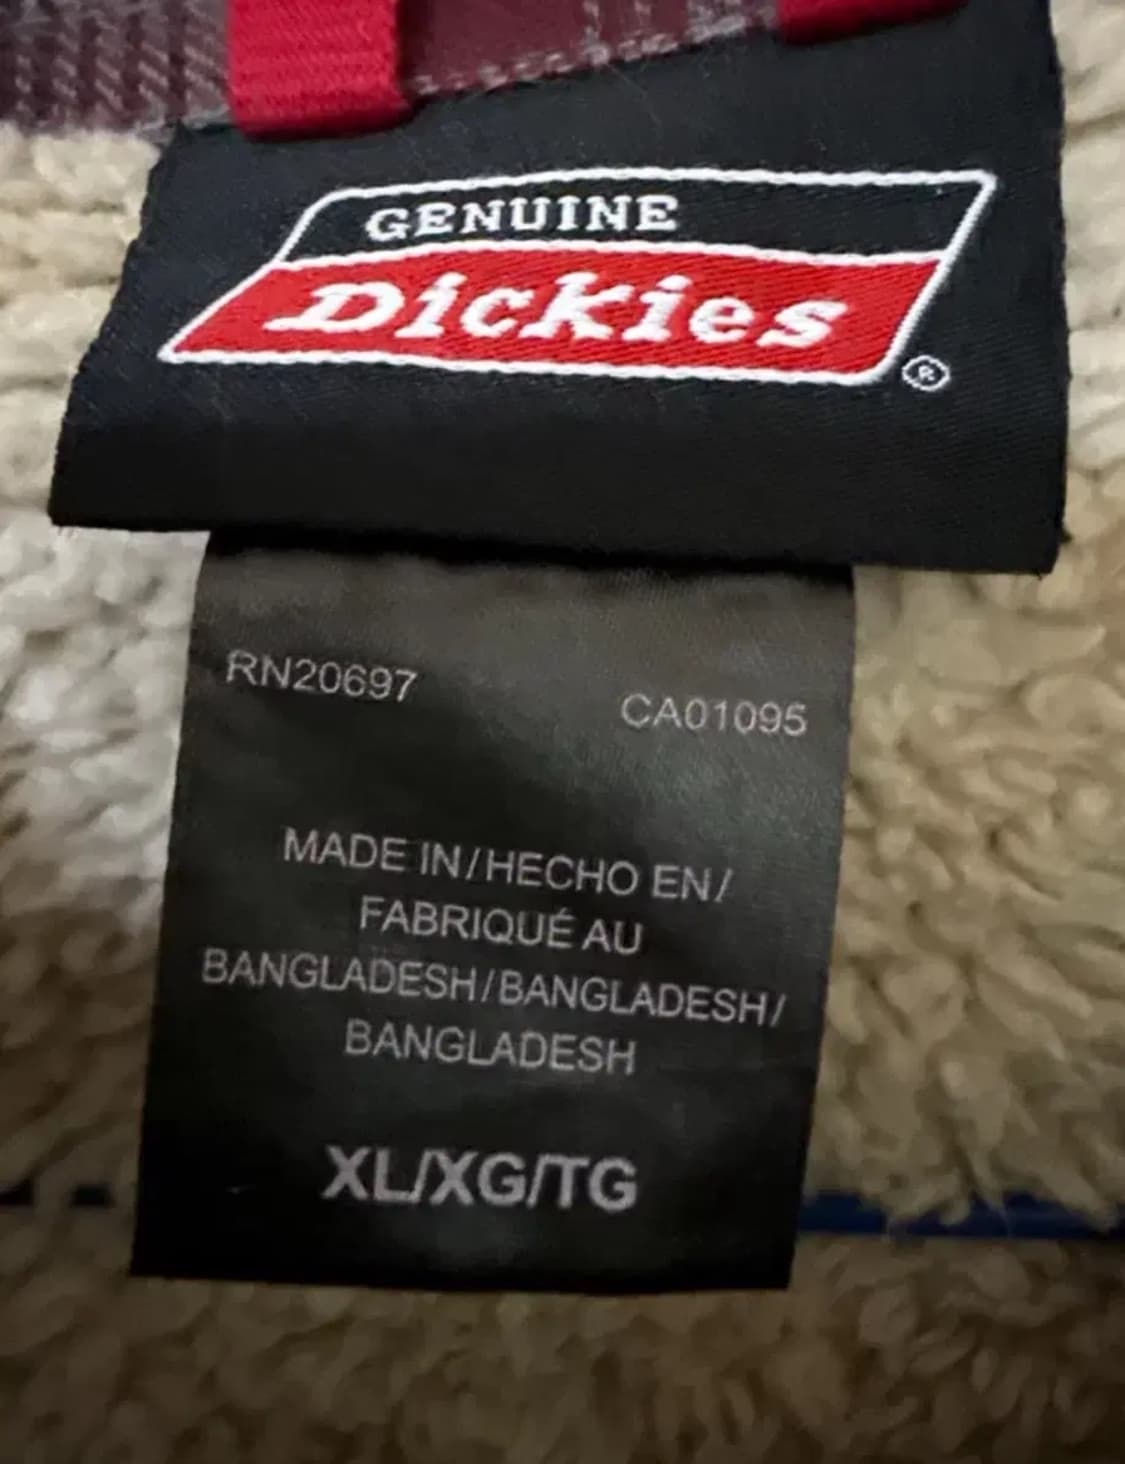 GENUINE
Dickies
®
RN20697
CA01095
MADE IN/HECHO EN/
FABRIQUÉ AU
BANGLADESH/BANGLADESH/
BANGLADESH
XL/XG/TG